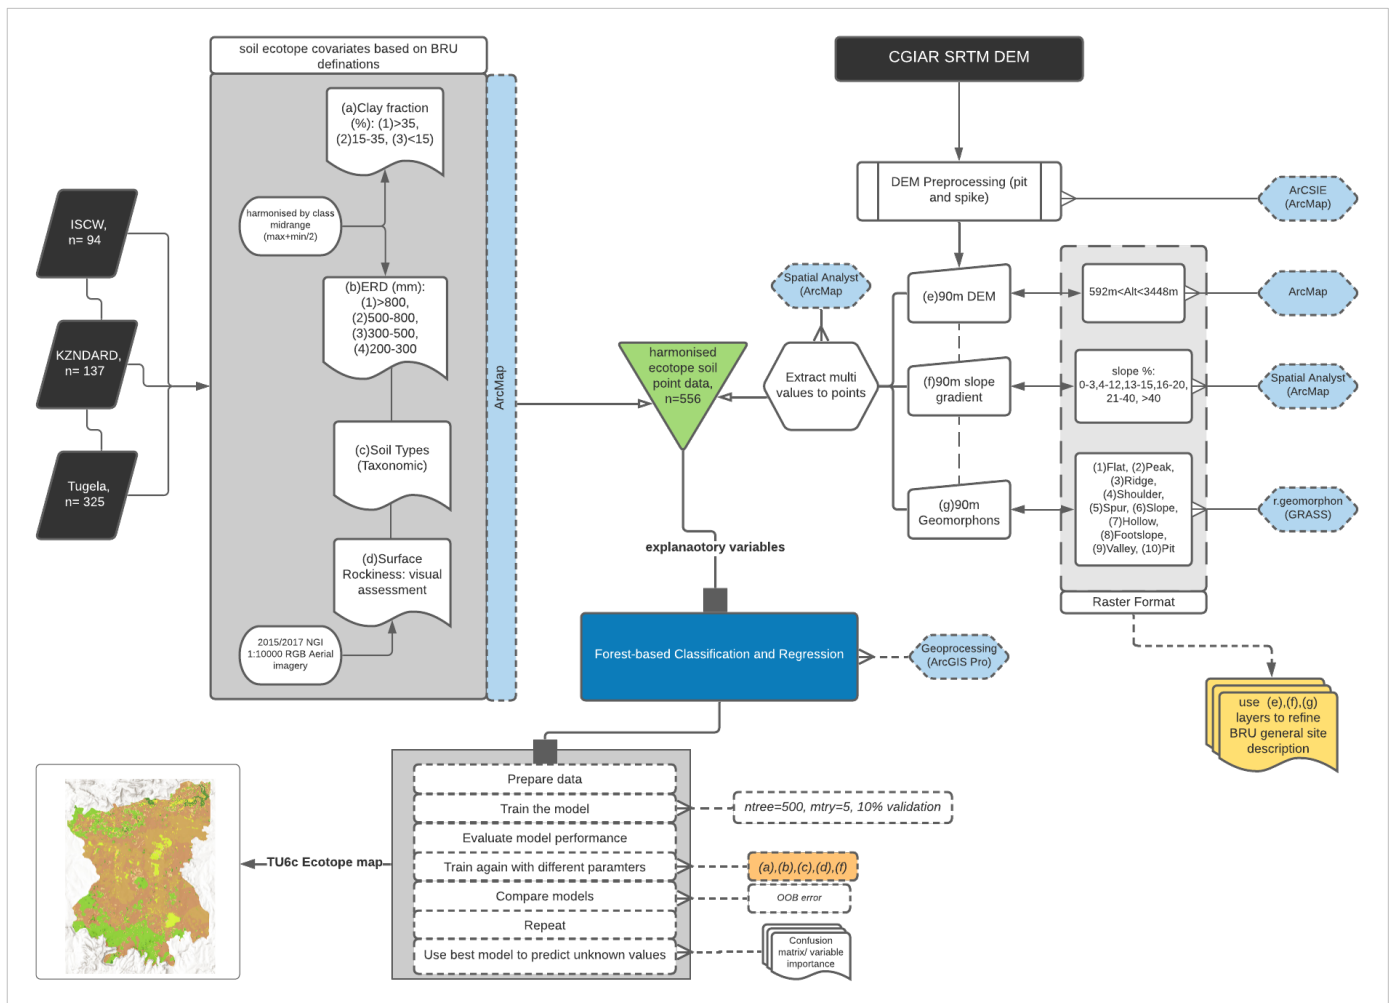 soil ecotope covariates based on BRU
definations
(a)Clay fraction
(%): (1)>35,
(2)15-35, (3)<15)
harmonised by class
midrange
(max+min/2)
(b)ERD (mm):
(1)>800,
(2)500-800,
(3)300-500,
(4)200-300
(c)Soil Types
(Taxonomic)
(d)Surface
Rockiness: visual
assessment
2015/2017 NGI
1:10000 RGB Aerial
imagery
ISCW,
n= 94
KZNDARD,
n= 137
Tugela,
n= 325
ArcMap
CGIAR SRTM DEM
DEM Preprocessing (pit
and spike)
ArCSIE
(ArcMap)
Spatial Analyst
(ArcMap
harmonised
ecotope soil
point data,
n=556
Extract multi
values to points
(e)90m DEM
(f)90m slope
gradient
(g)90m
Geomorphons
592m<Alt<3448m
slope %:
0-3,4-12,13-15,16-20,
21-40, >40
(1)Flat, (2)Peak,
(3)Ridge,
(4)Shoulder,
(5)Spur, (6)Slope,
(7)Hollow,
(8)Footslope,
(9)Valley, (10)Pit
Raster Format
ArcMap
Spatial Analyst
(ArcMap
r.geomorphon
(GRASS)
explanaotory variables
Forest-based Classification and Regression
Geoprocessing
(ArcGIS Pro)
use (e),(f),(g)
layers to refine
BRU general site
description
Prepare data
Train the model
Evaluate model performance
Train again with different paramters
Compare models
Repeat
Use best model to predict unknown values
ntree=500, mtry=5, 10% validation
(a),(b),(c),(d),(f)
OOB error
Confusion
matrix/ variable
importance
TU6c Ecotope map